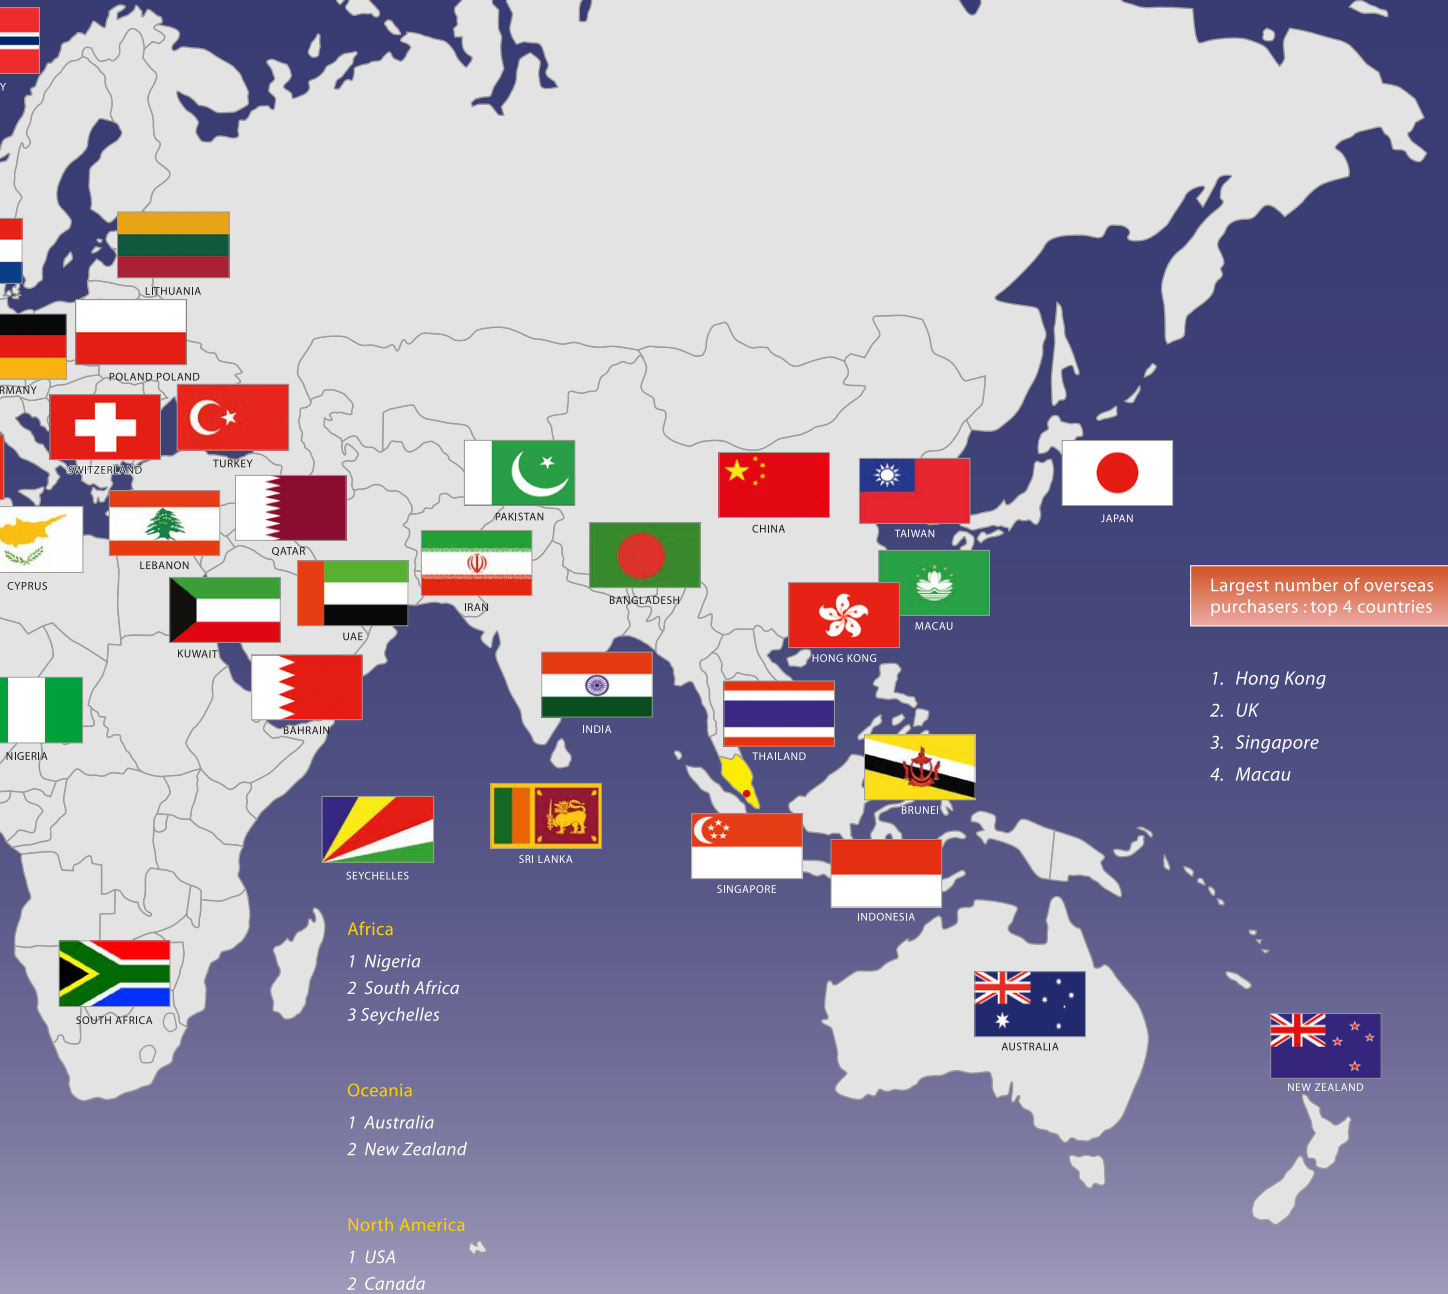 Y
LITHUANIA
POLAND POLAND
RMANY
SWITZERLAND
TURKEY
PAKISTAN
CHINA
TAIWAN
JAPAN
QATAR
LEBANON
CYPRUS
IRAN
BANGLADESH
UAE
MACAU
KUWAIT
HONG KONG
BAHRAIN
INDIA
NIGERIA
THAILAND
BRUNEI
SRI LANKA
SEYCHELLES
SINGAPORE
INDONESIA
SOUTH AFRICA
AUSTRALIA
NEW ZEALAND
Largest number of overseas
purchasers : top 4 countries
1. Hong Kong
2. UK
3. Singapore
4. Macau
Africa
1 Nigeria
2 South Africa
3 Seychelles
Oceania
1 Australia
2 New Zealand
North America
1 USA
2 Canada